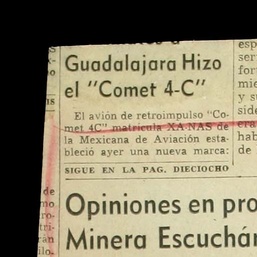 Guadalajara Hizo
el "Comet 4-C"
El avión de retroimpulso "Co-
met 4C" matrícula XA-NAS de
la Mexicana de Aviación esta-
bleció ayer una nueva marca:
SIGUE EN LA PAG. DIECIOCHO
Opiniones en pro
Minera Escuchá